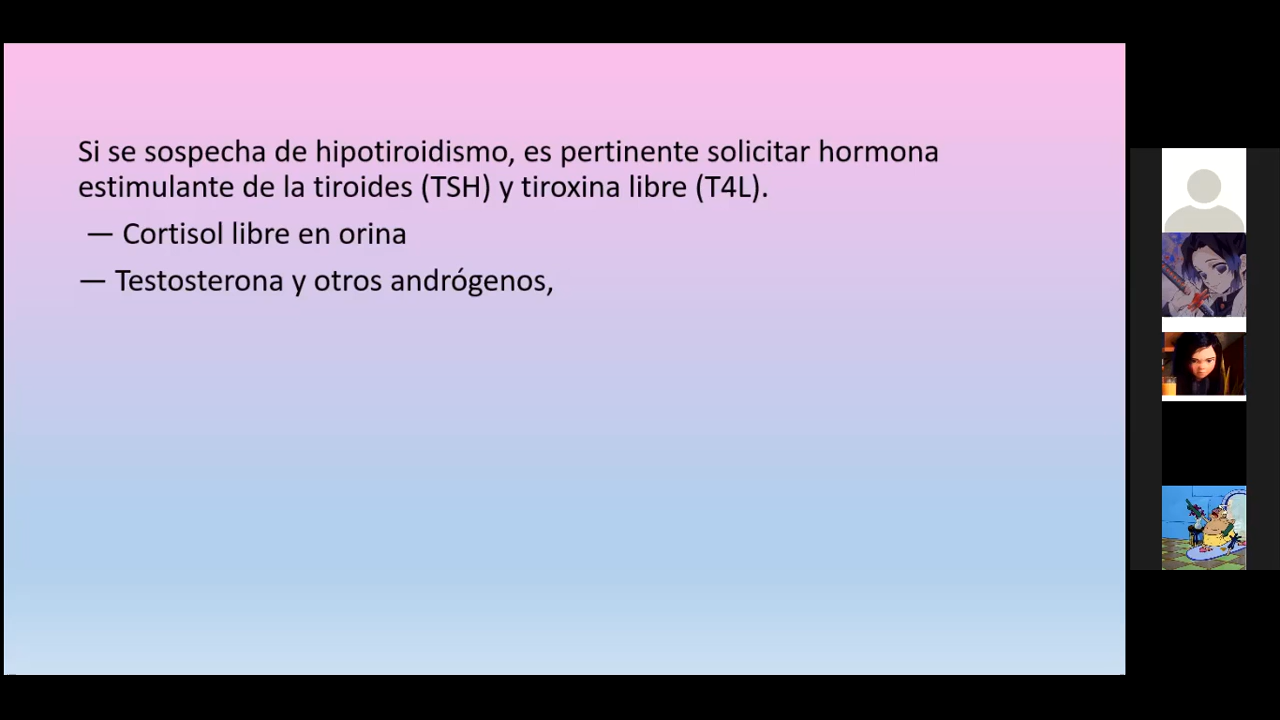 Si se sospecha de hipotiroidismo, es pertinente solicitar hormona
estimulante de la tiroides (TSH) y tiroxina libre (T4L).
— Cortisol libre en orina
— Testosterona y otros andrógenos,